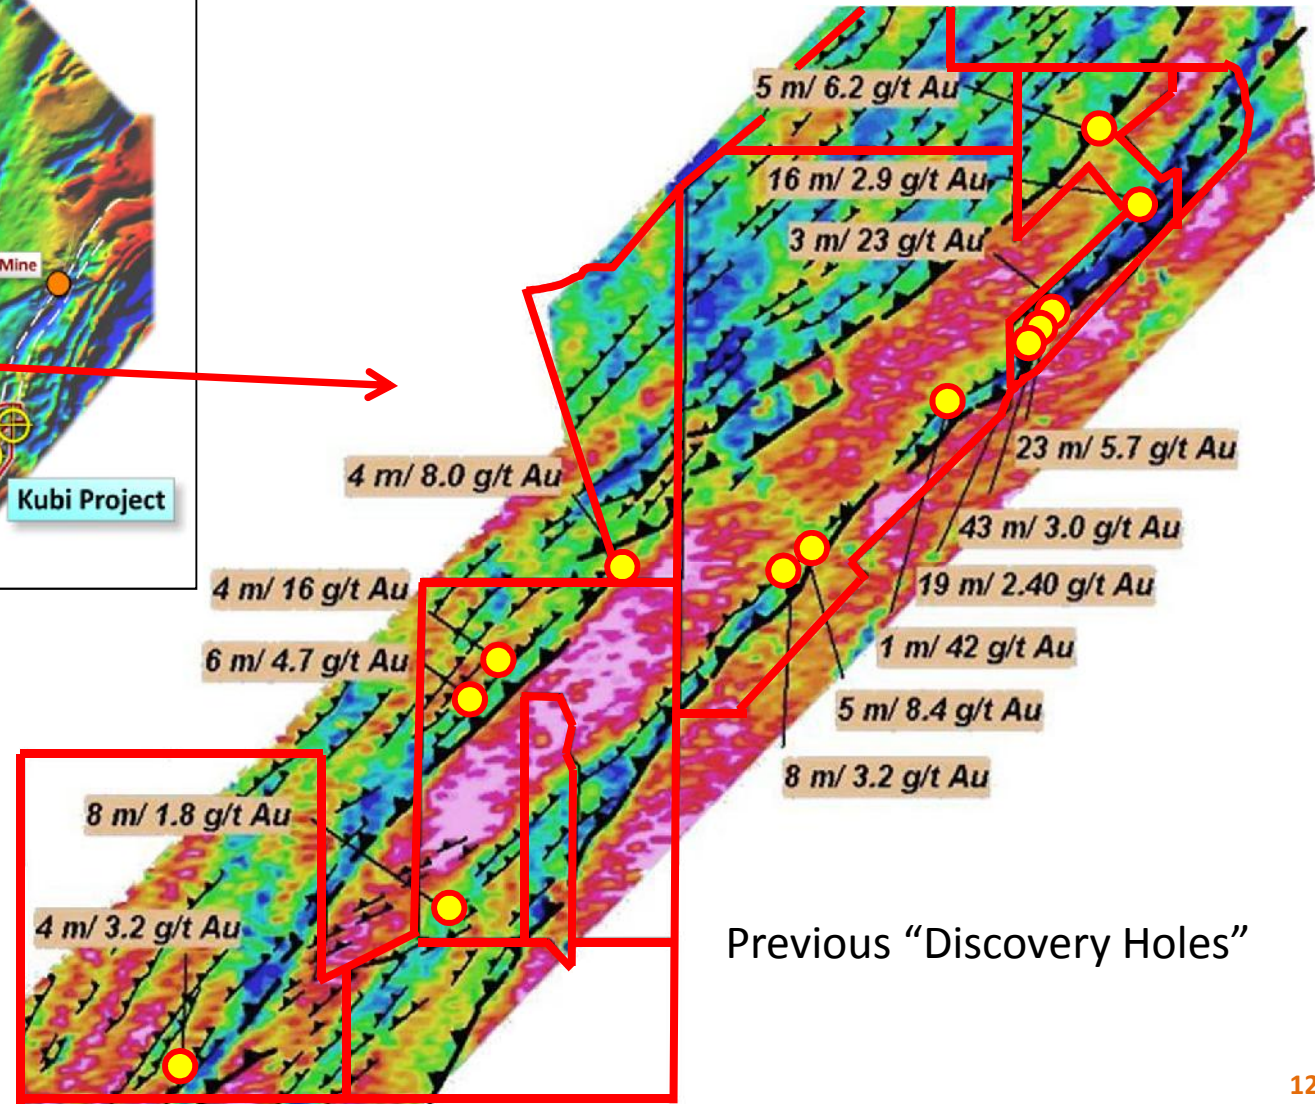 5 m/ 6.2 g/t Au
16 m/ 2.9 g/t Au
3 m/ 23 g/t Au
Mine
Kubi Project
4 m/ 8.0 g/t Au
23 m/ 5.7 g/t Au
43 m/ 3.0 g/t Au
4 m/ 16 g/t Au
19 m/ 2.40 g/t Au
6 m/ 4.7 g/t Au
1 m/ 42 g/t Au
5 m/ 8.4 g/t Au
8 m/ 3.2 g/t Au
8 m/ 1.8 g/t Au
4 m/ 3.2 g/t Au
Previous “Discovery Holes”
12